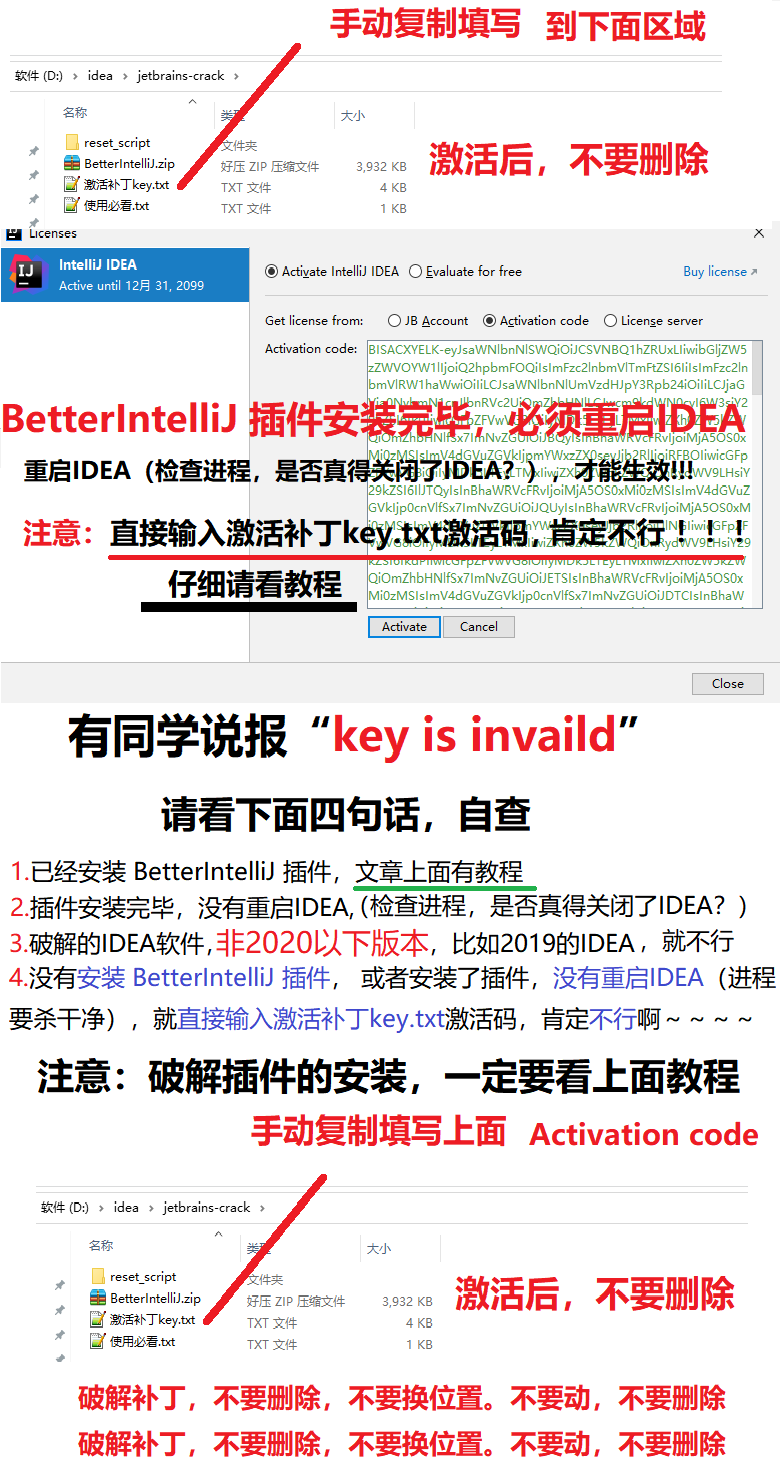 手动复制填写 到下面区域
软件 (D:) › idea › jetbrains-crack ›
名称 类型 大小
reset_script 文件夹
BetterIntelliJ.zip 好压 ZIP 压缩文件 3,932 KB
激活补丁key.txt TXT 文件 4 KB
使用必看.txt TXT 文件 1 KB
激活后，不要删除
Licenses
IntelliJ IDEA
Active until 12月 31, 2099
Activate IntelliJ IDEA Evaluate for free Buy license
Get license from: JB Account Activation code License server
Activation code:
BetterIntelliJ 插件安装完毕，必须重启IDEA
重启IDEA（检查进程，是否真得关闭了IDEA？），才能生效!!!
注意：直接输入激活补丁key.txt激活码，肯定不行！！！
仔细请看教程
Activate Cancel
Close
有同学说报“key is invaild”
请看下面四句话，自查
1.已经安装 BetterIntelliJ 插件，文章上面有教程
2.插件安装完毕，没有重启IDEA,（检查进程，是否真得关闭了IDEA？）
3.破解的IDEA软件,非2020以下版本，比如2019的IDEA，就不行
4.没有安装 BetterIntelliJ 插件， 或者安装了插件，没有重启IDEA（进程
要杀干净），就直接输入激活补丁key.txt激活码，肯定不行啊～～～～
注意：破解插件的安装，一定要看上面教程
手动复制填写上面 Activation code
软件 (D:) › idea › jetbrains-crack ›
名称 类型 大小
reset_script 文件夹
BetterIntelliJ.zip 好压 ZIP 压缩文件 3,932 KB
激活补丁key.txt TXT 文件 4 KB
使用必看.txt TXT 文件 1 KB
激活后，不要删除
破解补丁，不要删除，不要换位置。不要动，不要删除
破解补丁，不要删除，不要换位置。不要动，不要删除